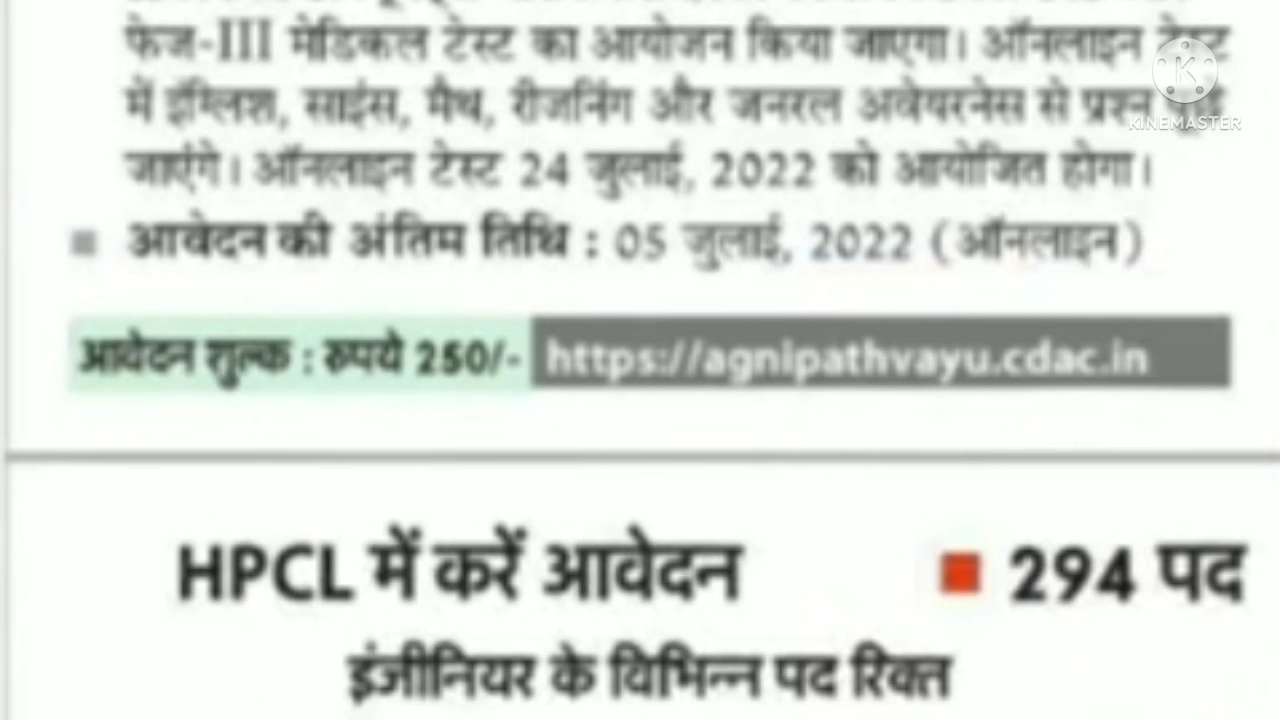 फेज-III मेडिकल टेस्ट का आयोजन किया जाएगा। ऑनलाइन टेस्ट
में इंग्लिश, साइंस, मैथ, रीजनिंग और जनरल अवेयरनेस से प्रश्न
जाएंगे। ऑनलाइन टेस्ट 24 जुलाई, 2022 को आयोजित होगा।
■ आवेदन की अंतिम तिथि : 05 जुलाई, 2022 (ऑनलाइन)
आवेदन शुल्क : रुपये 250/- https://agnipathvayu.cdac.in
HPCL में करें आवेदन ■ 294 पद
इंजीनियर के विभिन्न पद रिक्त
K
KINEMASTER